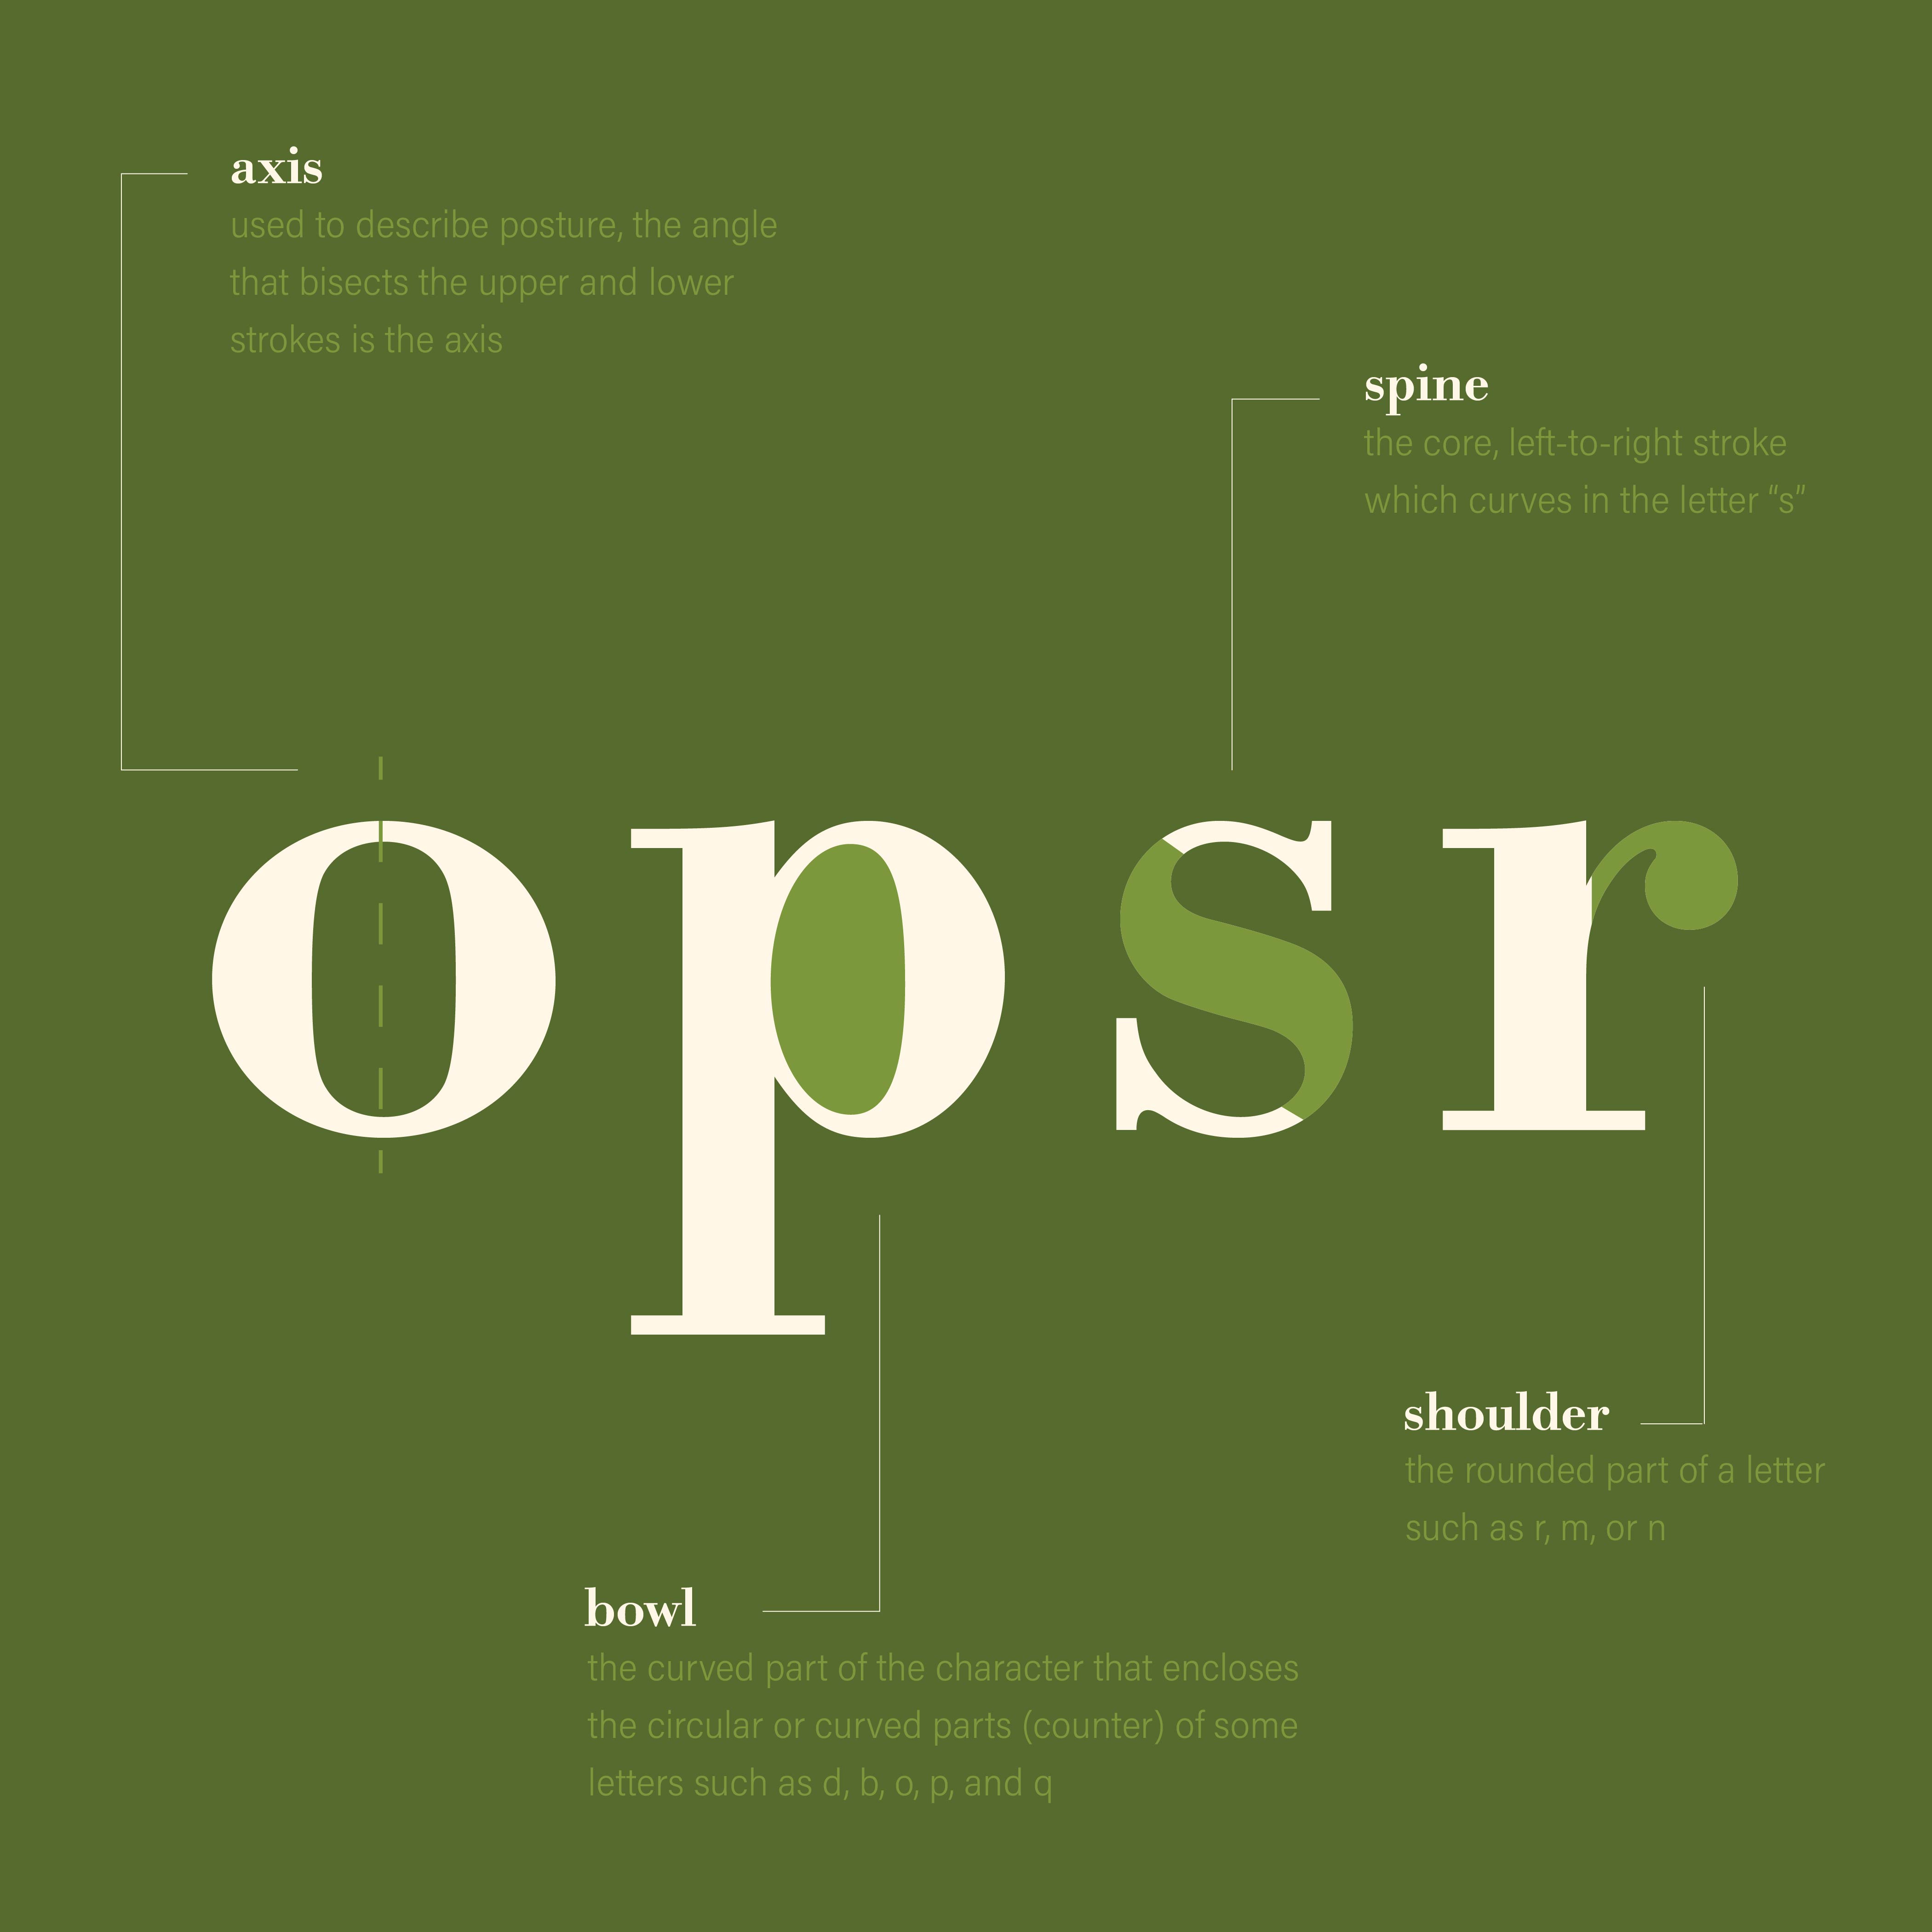 axis
used to describe posture, the angle
that bisects the upper and lower
strokes is the axis
spine
the core, left-to-right stroke
which curves in the letter “s”
opsr
shoulder
the rounded part of a letter
such as r, m, or n
bowl
the curved part of the character that encloses
the circular or curved parts (counter) of some
letters such as d, b, o, p, and q